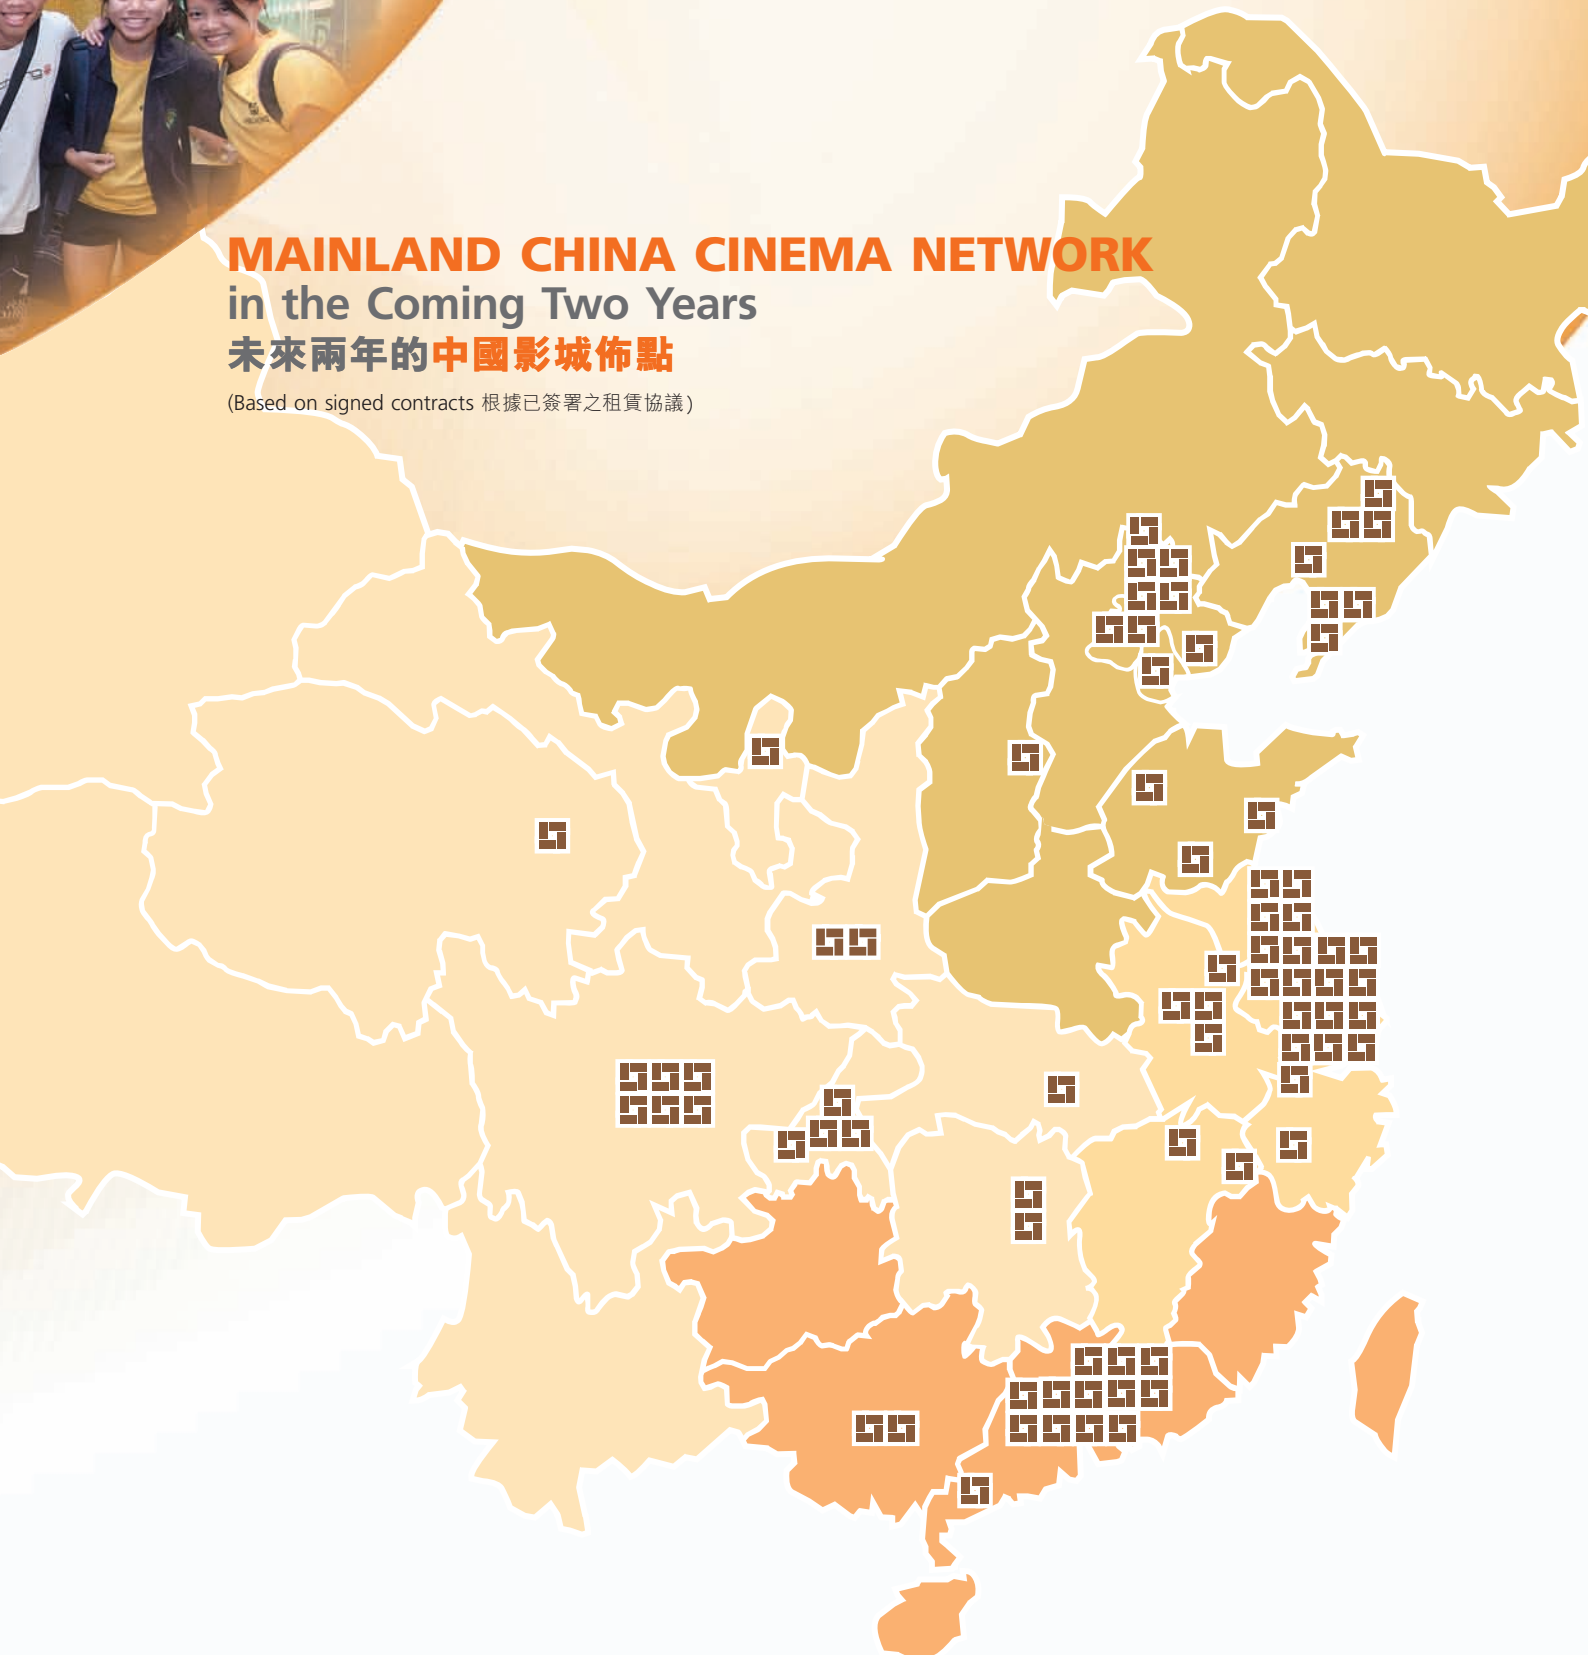 MAINLAND CHINA CINEMA NETWORK
in the Coming Two Years
未來兩年的中國影城佈點
(Based on signed contracts 根據已簽署之租賃協議)